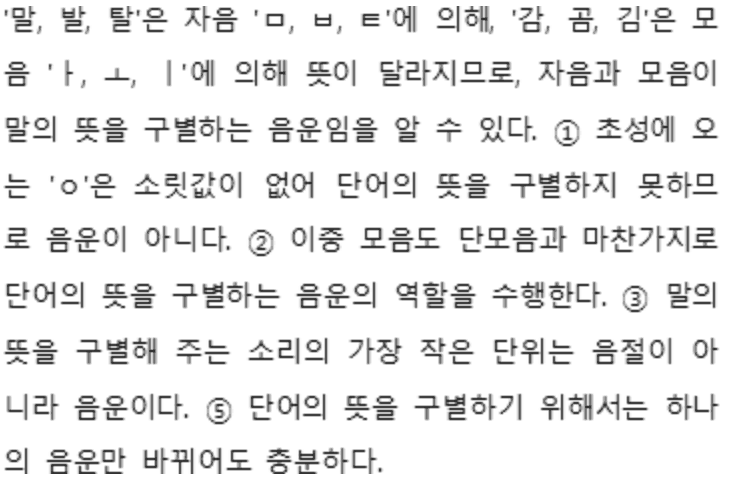 '말, 발, 탈'은 자음 'ㅁ, ㅂ, ㅌ'에 의해, '감, 곰, 김'은 모
음 'ㅏ, ㅗ, ㅣ'에 의해 뜻이 달라지므로, 자음과 모음이
말의 뜻을 구별하는 음운임을 알 수 있다. ① 초성에 오
는 'ㅇ'은 소릿값이 없어 단어의 뜻을 구별하지 못하므
로 음운이 아니다. ② 이중 모음도 단모음과 마찬가지로
단어의 뜻을 구별하는 음운의 역할을 수행한다. ③ 말의
뜻을 구별해 주는 소리의 가장 작은 단위는 음절이 아
니라 음운이다. ⑤ 단어의 뜻을 구별하기 위해서는 하나
의 음운만 바뀌어도 충분하다.